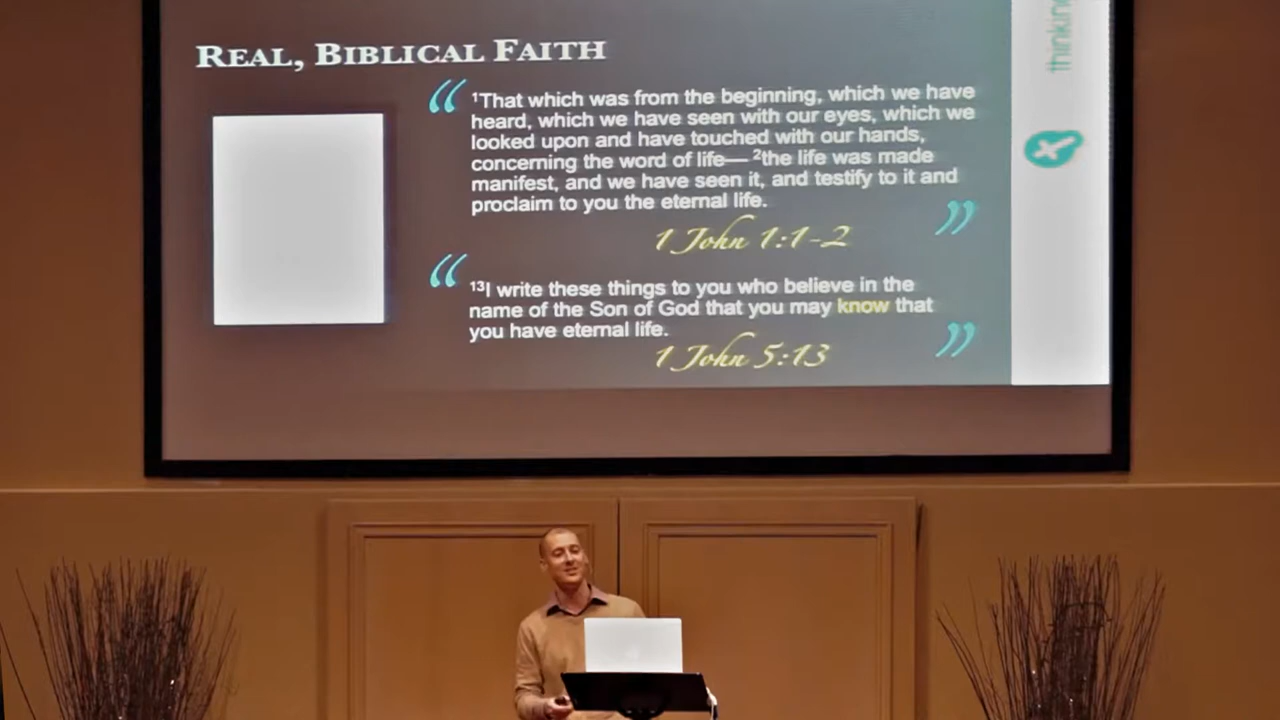 REAL, BIBLICAL FAITH
“ ¹That which was from the beginning, which we have
heard, which we have seen with our eyes, which we
looked upon and have touched with our hands,
concerning the word of life— ²the life was made
manifest, and we have seen it, and testify to it and
proclaim to you the eternal life. ”
1 John 1:1-2
“ ¹³I write these things to you who believe in the
name of the Son of God that you may know that
you have eternal life. ”
1 John 5:13